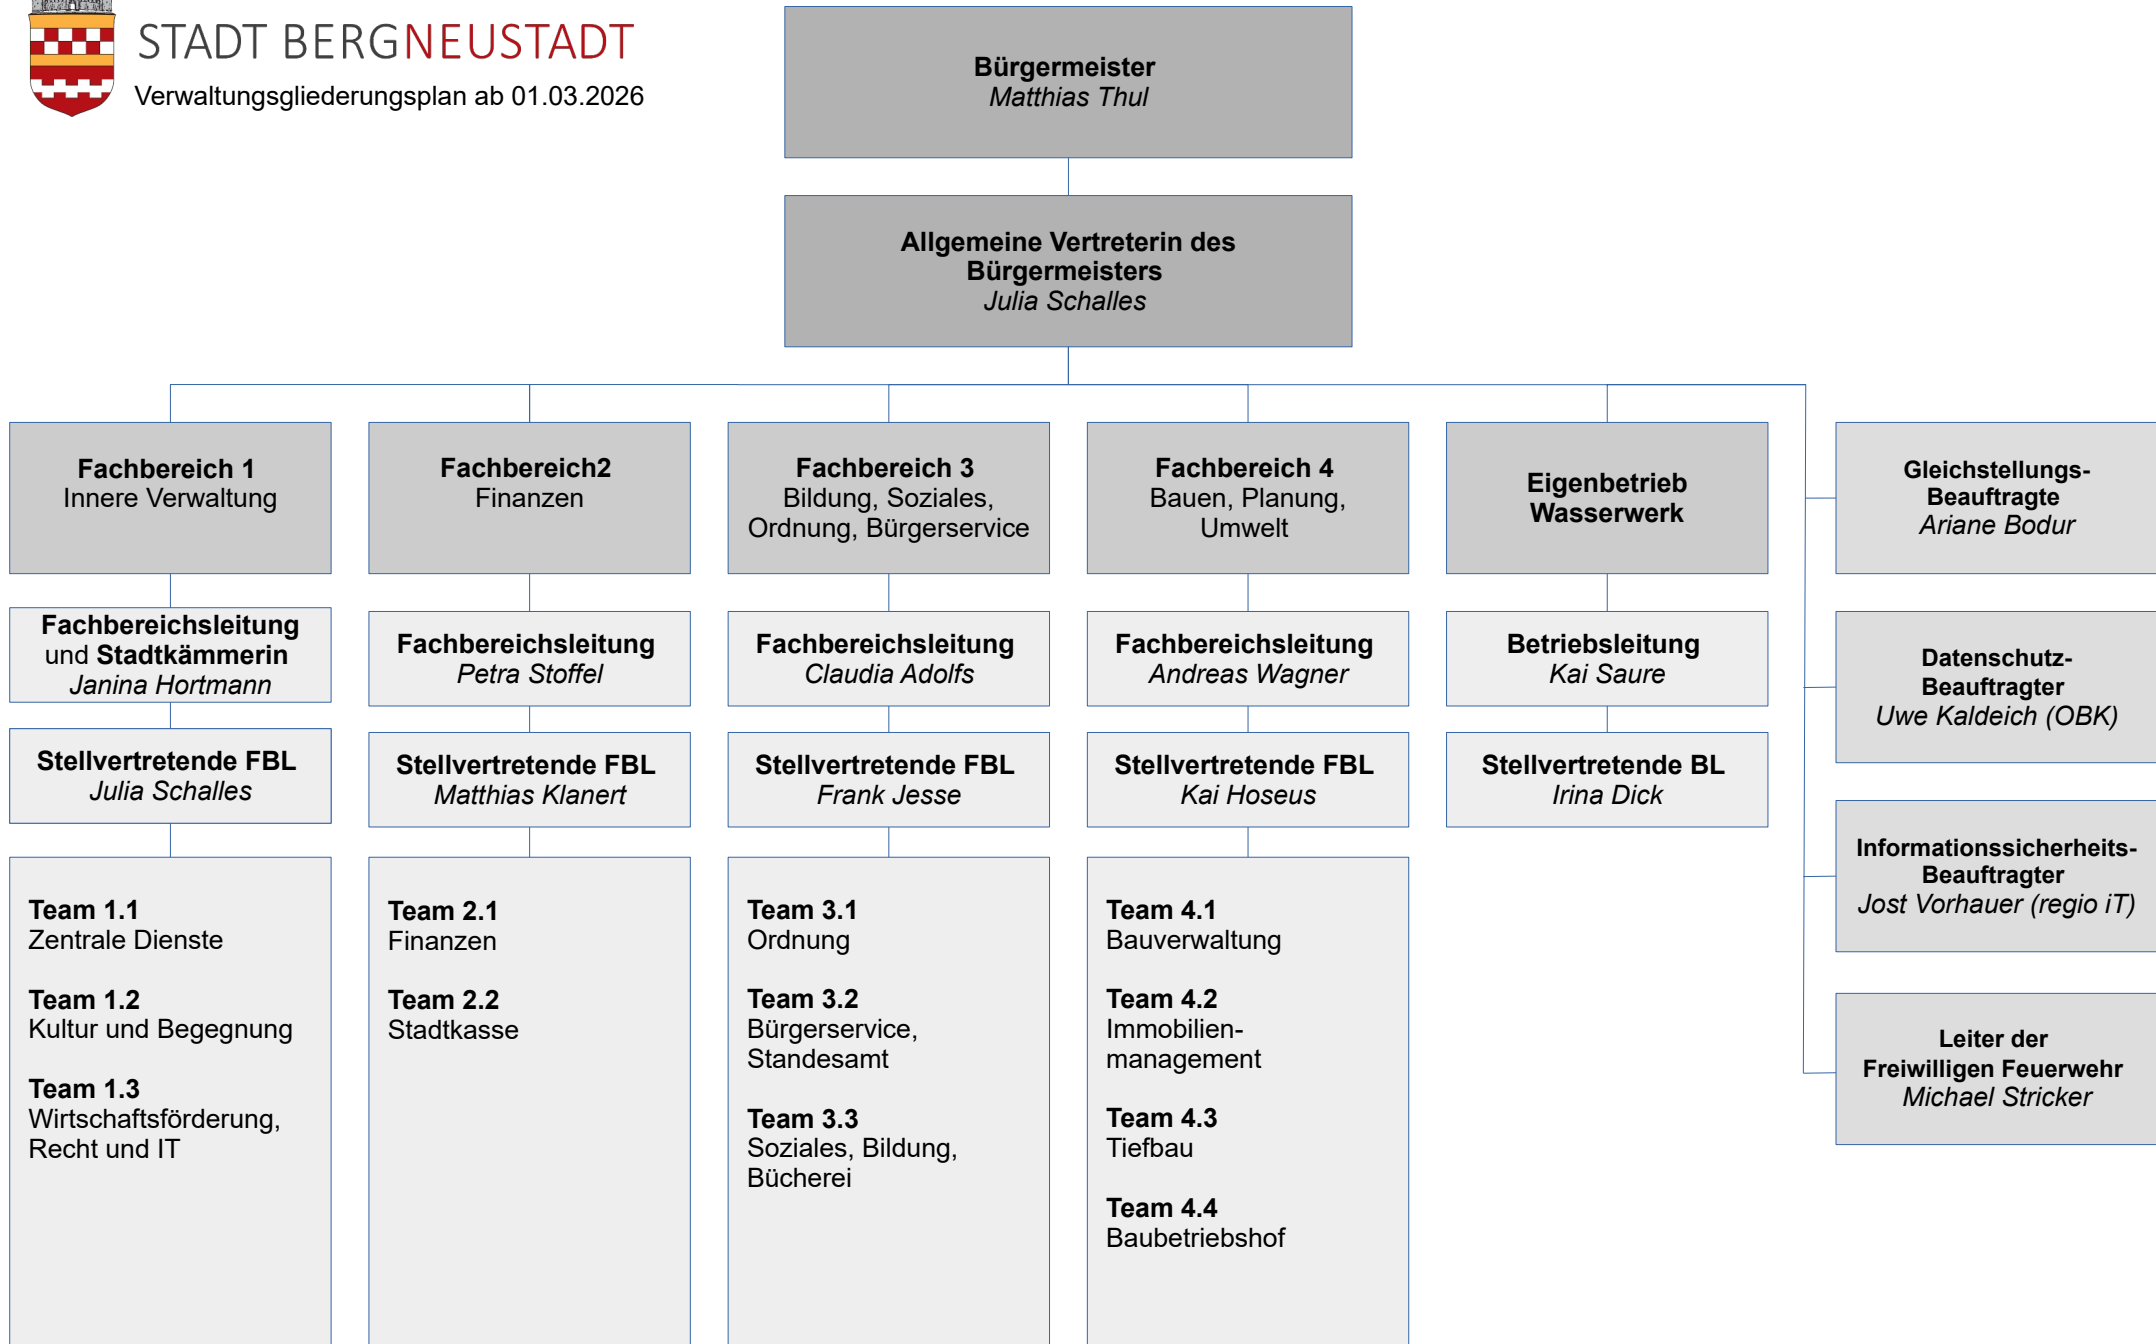 STADT BERGNEUSTADT
Verwaltungsgliederungsplan ab 01.03.2026
Bürgermeister
Matthias Thul
Allgemeine Vertreterin des
Bürgermeisters
Julia Schalles
Fachbereich 1
Innere Verwaltung
Fachbereichsleitung
und Stadtkämmerin
Janina Hortmann
Stellvertretende FBL
Julia Schalles
Team 1.1
Zentrale Dienste
Team 1.2
Kultur und Begegnung
Team 1.3
Wirtschaftsförderung,
Recht und IT
Fachbereich2
Finanzen
Fachbereichsleitung
Petra Stoffel
Stellvertretende FBL
Matthias Klanert
Team 2.1
Finanzen
Team 2.2
Stadtkasse
Fachbereich 3
Bildung, Soziales,
Ordnung, Bürgerservice
Fachbereichsleitung
Claudia Adolfs
Stellvertretende FBL
Frank Jesse
Team 3.1
Ordnung
Team 3.2
Bürgerservice,
Standesamt
Team 3.3
Soziales, Bildung,
Bücherei
Fachbereich 4
Bauen, Planung,
Umwelt
Fachbereichsleitung
Andreas Wagner
Stellvertretende FBL
Kai Hoseus
Team 4.1
Bauverwaltung
Team 4.2
Immobilien-
management
Team 4.3
Tiefbau
Team 4.4
Baubetriebshof
Eigenbetrieb
Wasserwerk
Betriebsleitung
Kai Saure
Stellvertretende BL
Irina Dick
Gleichstellungs-
Beauftragte
Ariane Bodur
Datenschutz-
Beauftragter
Uwe Kaldeich (OBK)
Informationssicherheits-
Beauftragter
Jost Vorhauer (regio iT)
Leiter der
Freiwilligen Feuerwehr
Michael Stricker